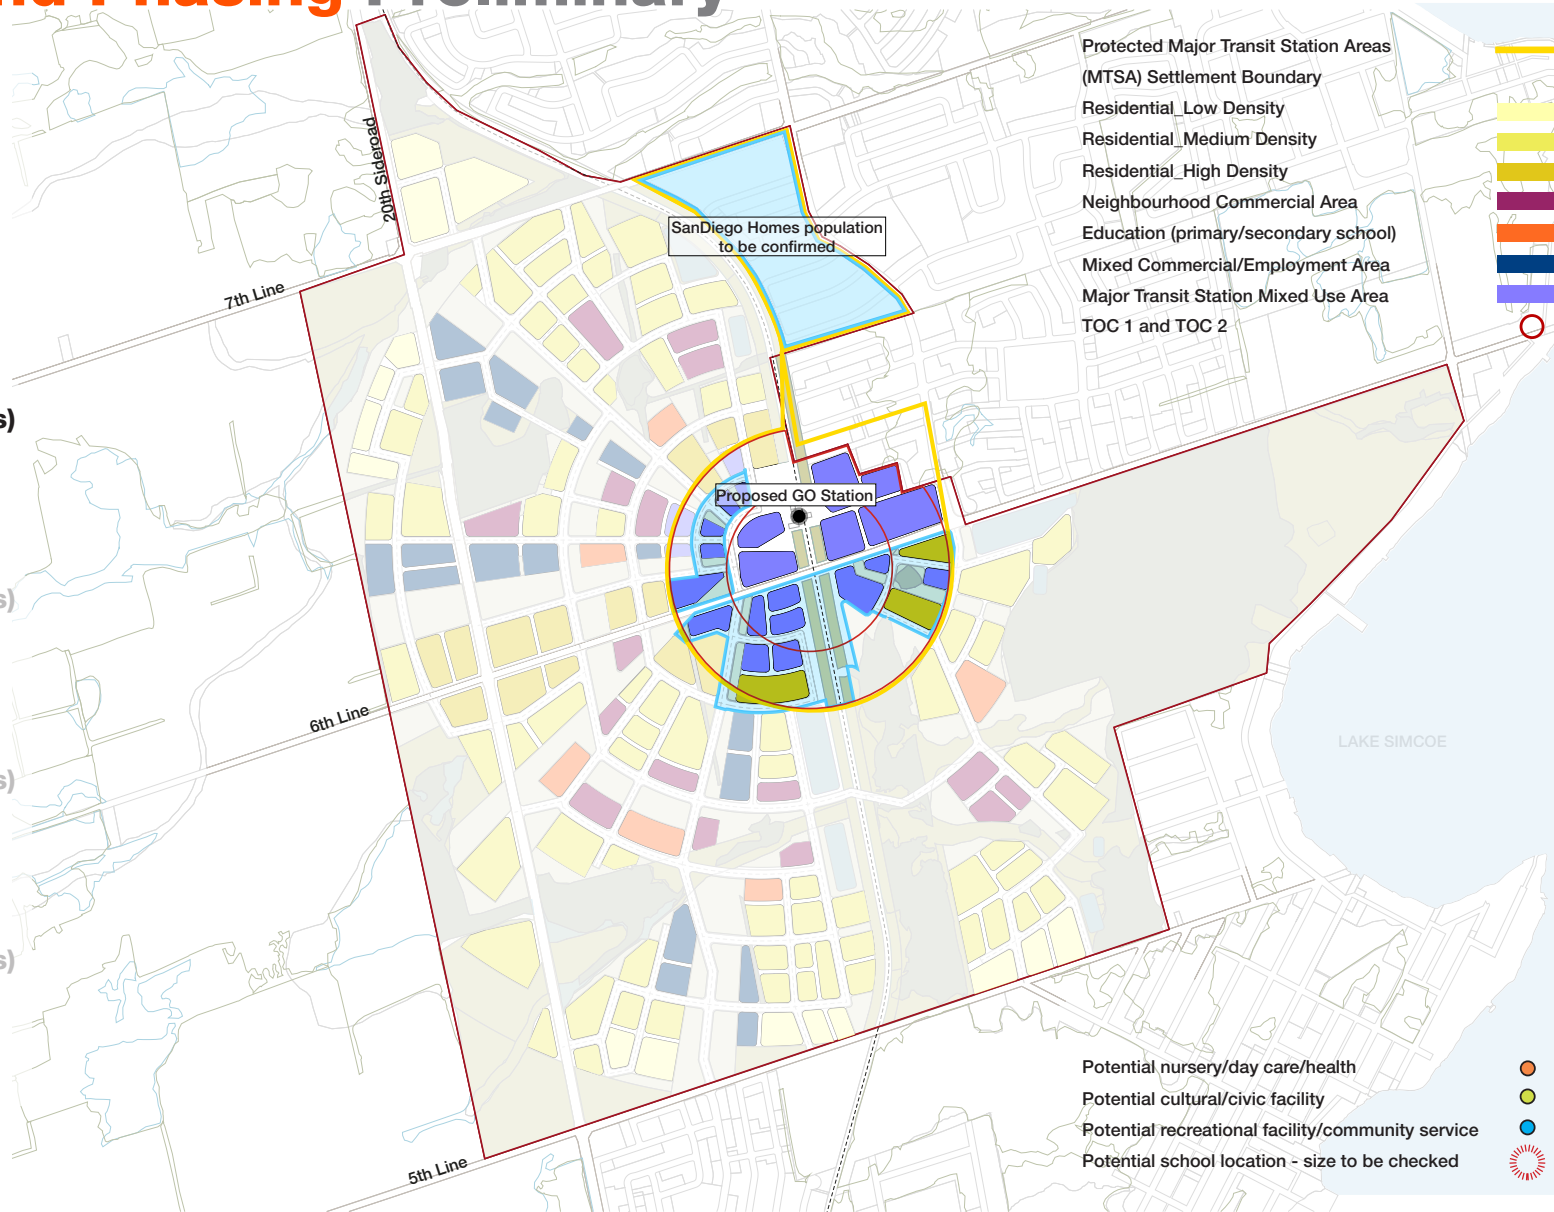 nd Phasing Preliminary
Protected Major Transit Station Areas
(MTSA) Settlement Boundary
Residential_Low Density
Residential_Medium Density
Residential_High Density
Neighbourhood Commercial Area
Education (primary/secondary school)
Mixed Commercial/Employment Area
Major Transit Station Mixed Use Area
TOC 1 and TOC 2
20th Sideroad
SanDiego Homes population
to be confirmed
7th Line
s)
Proposed GO Station
s)
6th Line
LAKE SIMCOE
s)
s)
Potential nursery/day care/health
Potential cultural/civic facility
Potential recreational facility/community service
Potential school location - size to be checked
5th Line